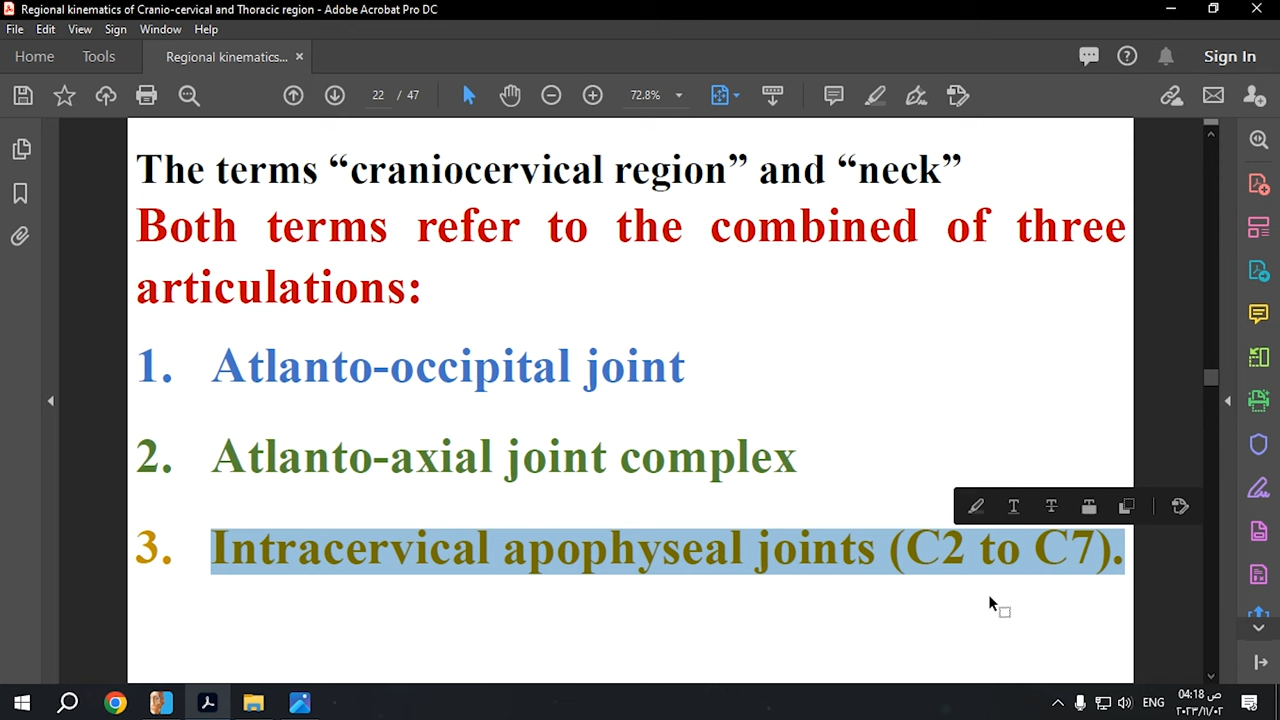 Regional kinematics of Cranio-cervical and Thoracic region - Adobe Acrobat Pro DC
File Edit View Sign Window Help
Home Tools Regional kinematics... × Sign In
22 / 47 72.8%
The terms “craniocervical region” and “neck”
Both terms refer to the combined of three
articulations:
1. Atlanto-occipital joint
2. Atlanto-axial joint complex
3. Intracervical apophyseal joints (C2 to C7).
ENG
04:18 ص
٢٠٢٣/١١/٠٢